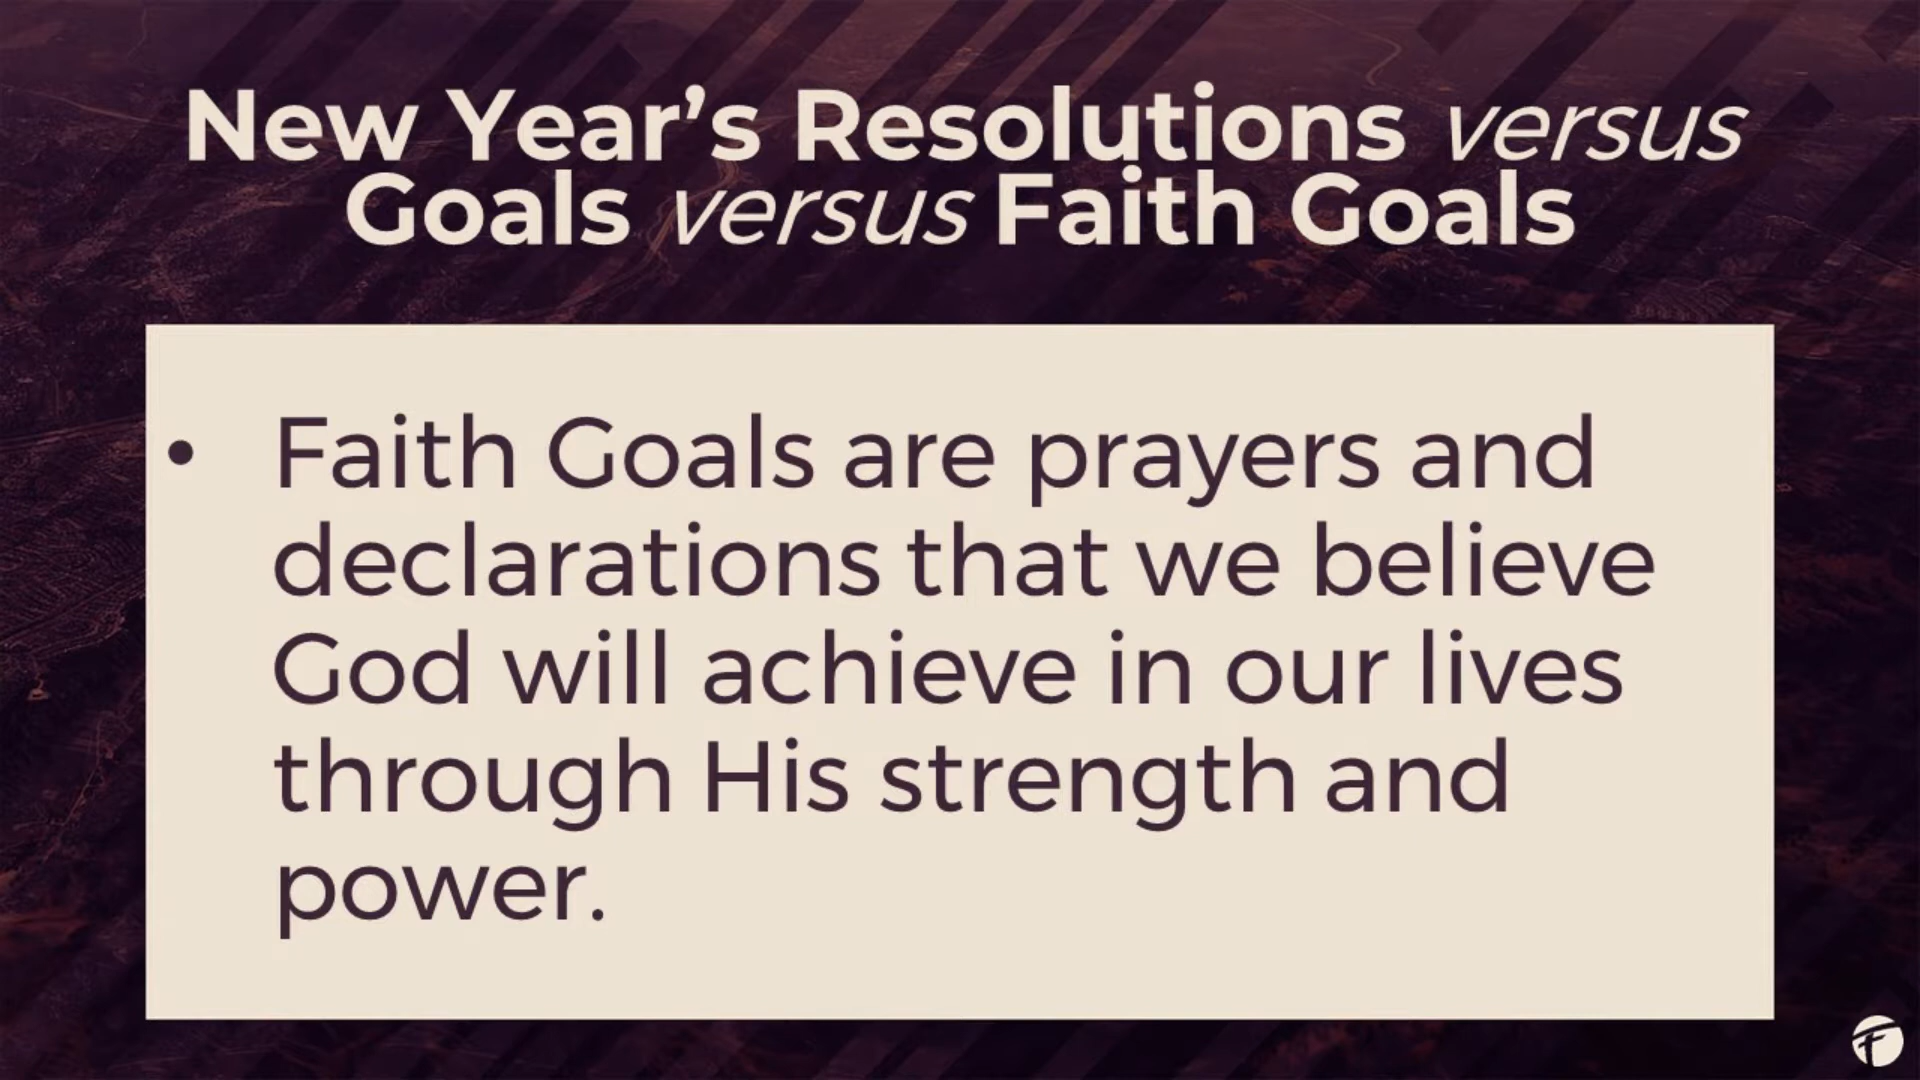 New Year’s Resolutions versus
Goals versus Faith Goals
• Faith Goals are prayers and
declarations that we believe
God will achieve in our lives
through His strength and
power.
F